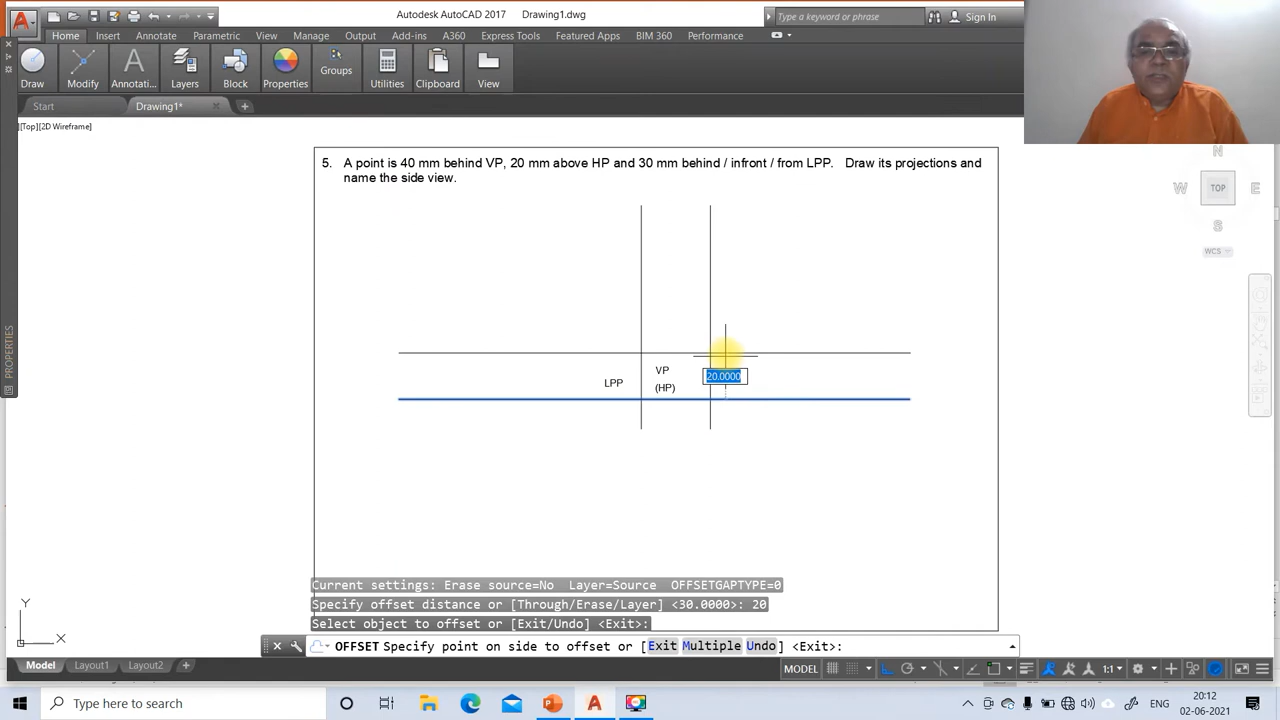 Autodesk AutoCAD 2017 Drawing1.dwg
Type a keyword or phrase
Sign In
Home Insert Annotate Parametric View Manage Output Add-ins A360 Express Tools Featured Apps BIM 360 Performance
Draw Modify Annotati... Layers Block Properties Groups Utilities Clipboard View
Start Drawing1*
][Top][2D Wireframe]
5. A point is 40 mm behind VP, 20 mm above HP and 30 mm behind / infront / from LPP. Draw its projections and
name the side view.
N
W TOP E
S
WCS
PROPERTIES
LPP
VP
(HP)
20.0000
Current settings: Erase source=No Layer=Source OFFSETGAPTYPE=0
Specify offset distance or [Through/Erase/Layer] <30.0000>: 20
Select object to offset or [Exit/Undo] <Exit>:
OFFSET Specify point on side to offset or [Exit Multiple Undo] <Exit>:
Y
X
Model Layout1 Layout2
MODEL
1:1
Type here to search
ENG
20:12
02-06-2021